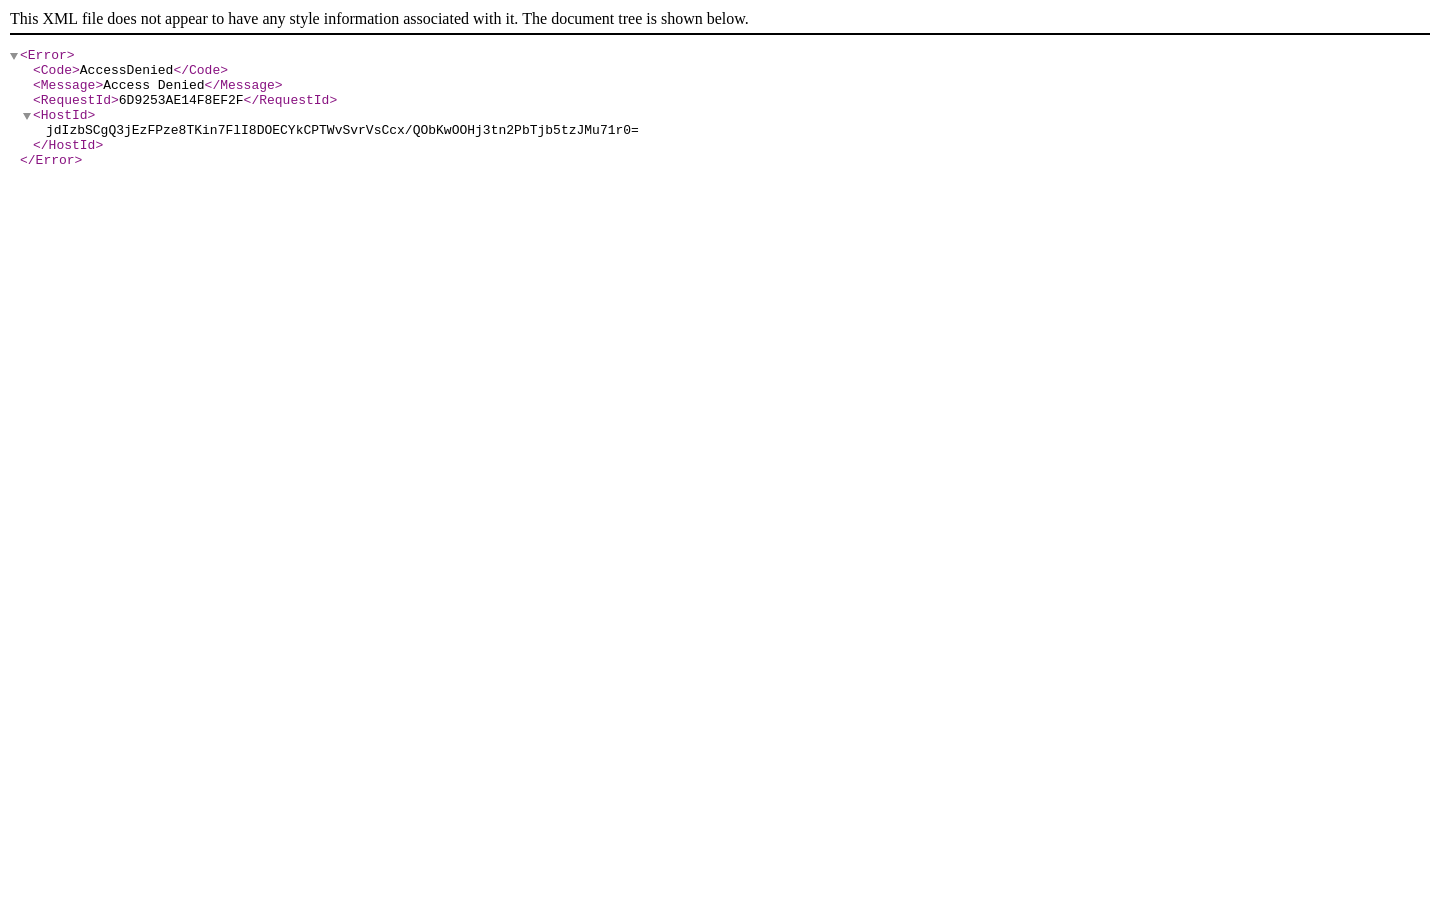 This XML file does not appear to have any style information associated with it. The document tree is shown below.
<Error>
<Code>AccessDenied</Code>
<Message>Access Denied</Message>
<RequestId>6D9253AE14F8EF2F</RequestId>
<HostId>
jdIzbSCgQ3jEzFPze8TKin7FlI8DOECYkCPTWvSvrVsCcx/QObKwOOHj3tn2PbTjb5tzJMu71r0=
</HostId>
</Error>